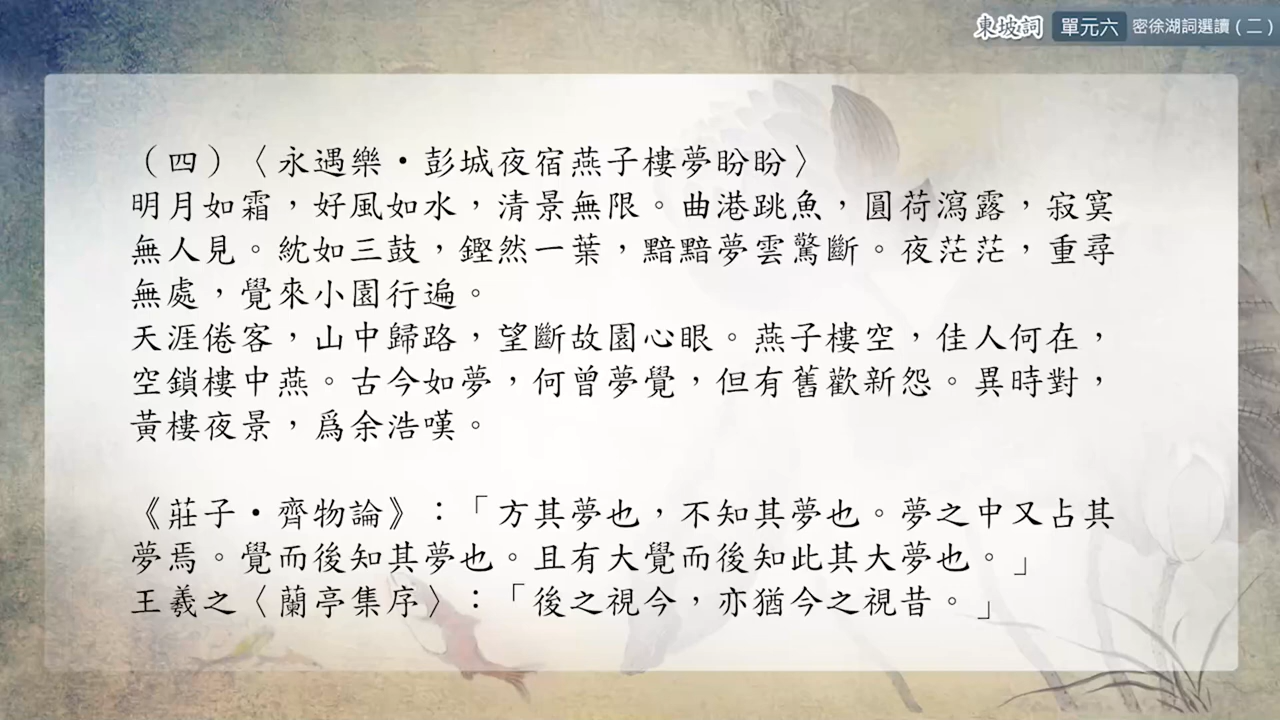 東坡詞 單元六 密徐湖詞選讀(二)
（四）〈永遇樂·彭城夜宿燕子樓夢盼盼〉
明月如霜，好風如水，清景無限。曲港跳魚，圓荷瀉露，寂寞
無人見。紞如三鼓，鏗然一葉，黯黯夢雲驚斷。夜茫茫，重尋
無處，覺來小園行遍。
天涯倦客，山中歸路，望斷故園心眼。燕子樓空，佳人何在，
空鎖樓中燕。古今如夢，何曾夢覺，但有舊歡新怨。異時對，
黃樓夜景，爲余浩嘆。
《莊子·齊物論》：「方其夢也，不知其夢也。夢之中又占其
夢焉。覺而後知其夢也。且有大覺而後知此其大夢也。」
王羲之〈蘭亭集序〉：「後之視今，亦猶今之視昔。」